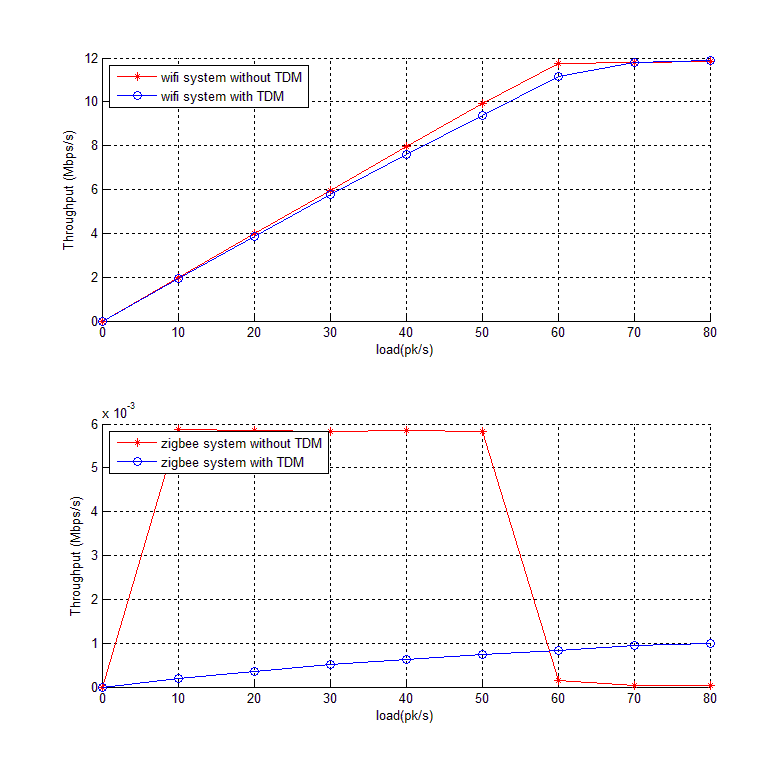 12
10
8
6
4
2
0
Throughput (Mbps/s)
wifi system without TDM
wifi system with TDM
0 10 20 30 40 50 60 70 80
load(pk/s)
x 10-3
6
5
4
3
2
1
0
Throughput (Mbps/s)
zigbee system without TDM
zigbee system with TDM
0 10 20 30 40 50 60 70 80
load(pk/s)